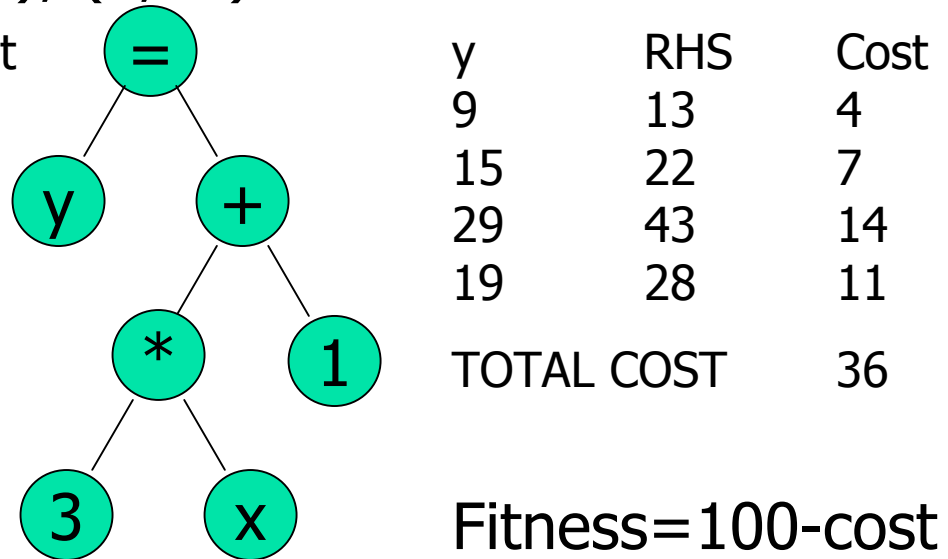 t
=
y
+
*
1
3
x
y RHS Cost
9 13 4
15 22 7
29 43 14
19 28 11
TOTAL COST 36
Fitness=100-cost